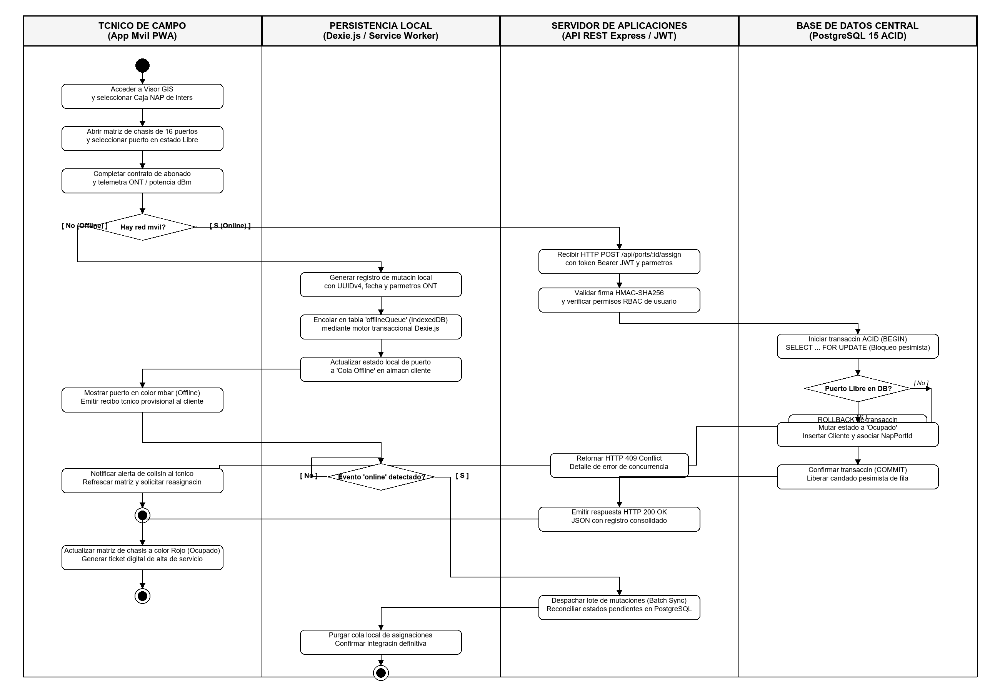 TCNICO DE CAMPO
(App Mvil PWA)
PERSISTENCIA LOCAL
(Dexie.js / Service Worker)
SERVIDOR DE APLICACIONES
(API REST Express / JWT)
BASE DE DATOS CENTRAL
(PostgreSQL 15 ACID)
Acceder a Visor GIS
y seleccionar Caja NAP de inters
Abrir matriz de chasis de 16 puertos
y seleccionar puerto en estado Libre
Completar contrato de abonado
y telemetra ONT / potencia dBm
[ No (Offline) ]
Hay red mvil?
[ S (Online) ]
Recibir HTTP POST /api/ports/:id/assign
con token Bearer JWT y parmetros
Generar registro de mutacin local
con UUIDv4, fecha y parmetros ONT
Validar firma HMAC-SHA256
y verificar permisos RBAC de usuario
Encolar en tabla 'offlineQueue' (IndexedDB)
mediante motor transaccional Dexie.js
Iniciar transaccin ACID (BEGIN)
SELECT ... FOR UPDATE (Bloqueo pesimista)
Actualizar estado local de puerto
a 'Cola Offline' en almacn cliente
Puerto Libre en DB?
[ No ]
Mostrar puerto en color mbar (Offline)
Emitir recibo tcnico provisional al cliente
[ S ]
ROLLBACK de transaccin
Mutar estado a 'Ocupado'
Insertar Cliente y asociar NapPortId
Retornar HTTP 409 Conflict
Detalle de error de concurrencia
Notificar alerta de colisin al tcnico
Refrescar matriz y solicitar reasignacin
[ No ]
Evento 'online' detectado?
[ S ]
Confirmar transaccin (COMMIT)
Liberar candado pesimista de fila
Emitir respuesta HTTP 200 OK
JSON con registro consolidado
Actualizar matriz de chasis a color Rojo (Ocupado)
Generar ticket digital de alta de servicio
Despachar lote de mutaciones (Batch Sync)
Reconciliar estados pendientes en PostgreSQL
Purgar cola local de asignaciones
Confirmar integracin definitiva